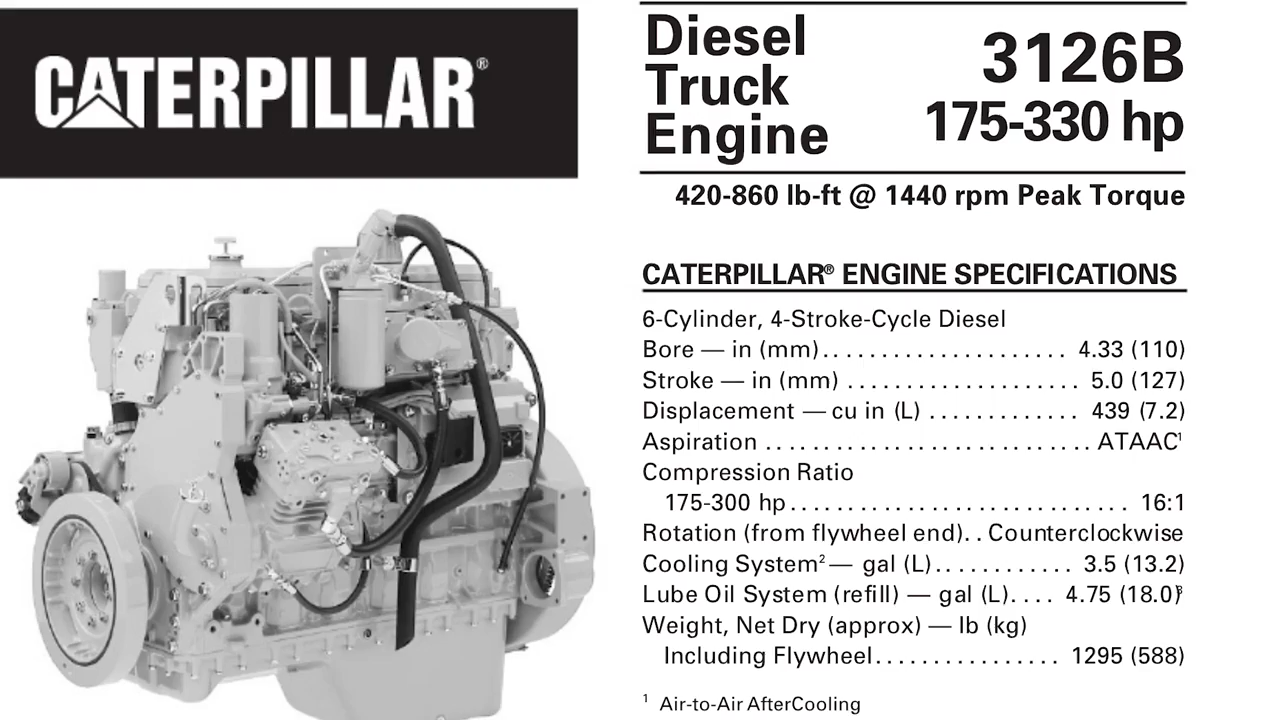 CATERPILLAR®
Diesel
Truck
Engine
3126B
175-330 hp
420-860 lb-ft @ 1440 rpm Peak Torque
CATERPILLAR® ENGINE SPECIFICATIONS
6-Cylinder, 4-Stroke-Cycle Diesel
Bore — in (mm) . . . . . . . . . . . . . . . . . . . . . 4.33 (110)
Stroke — in (mm) . . . . . . . . . . . . . . . . . . . . 5.0 (127)
Displacement — cu in (L) . . . . . . . . . . . . . 439 (7.2)
Aspiration . . . . . . . . . . . . . . . . . . . . . . . . . . . . ATAAC¹
Compression Ratio
175-300 hp . . . . . . . . . . . . . . . . . . . . . . . . . . . . . 16:1
Rotation (from flywheel end). . Counterclockwise
Cooling System² — gal (L) . . . . . . . . . . . . 3.5 (13.2)
Lube Oil System (refill) — gal (L) . . . . 4.75 (18.0)³
Weight, Net Dry (approx) — lb (kg)
Including Flywheel . . . . . . . . . . . . . . . . 1295 (588)
¹ Air-to-Air AfterCooling